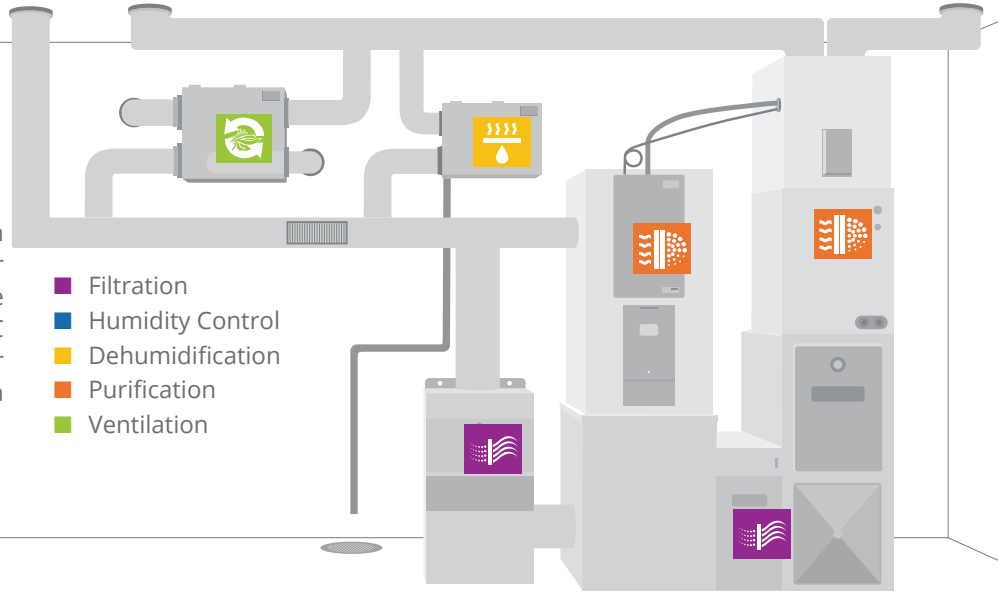 Filtration
Humidity Control
Dehumidification
Purification
Ventilation